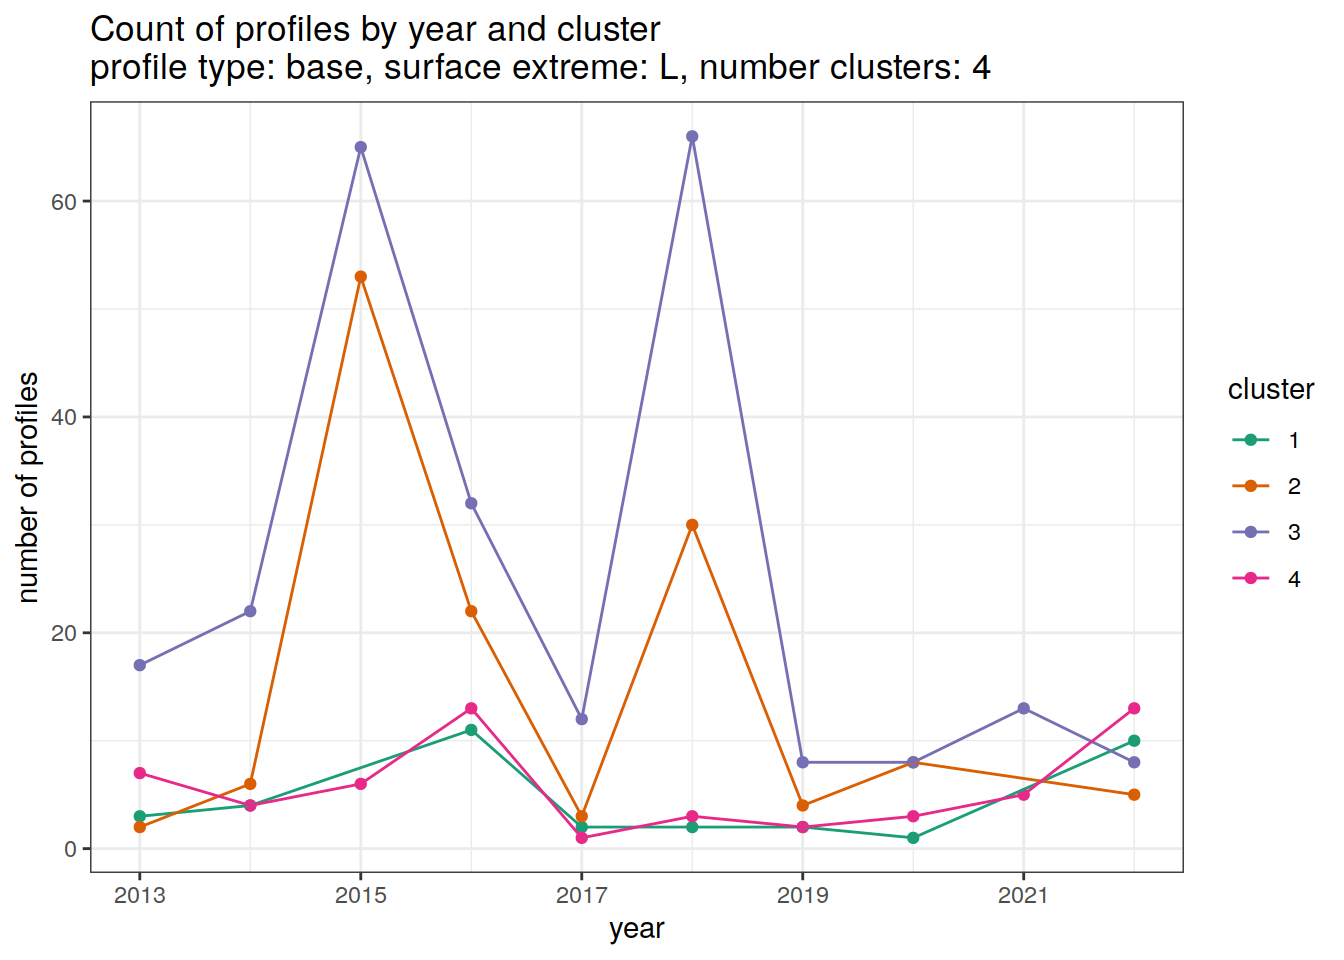 Count of profiles by year and cluster
profile type: base, surface extreme: L, number clusters: 4
number of profiles
60
40
20
0
2013
2015
2017
2019
2021
year
cluster
1
2
3
4